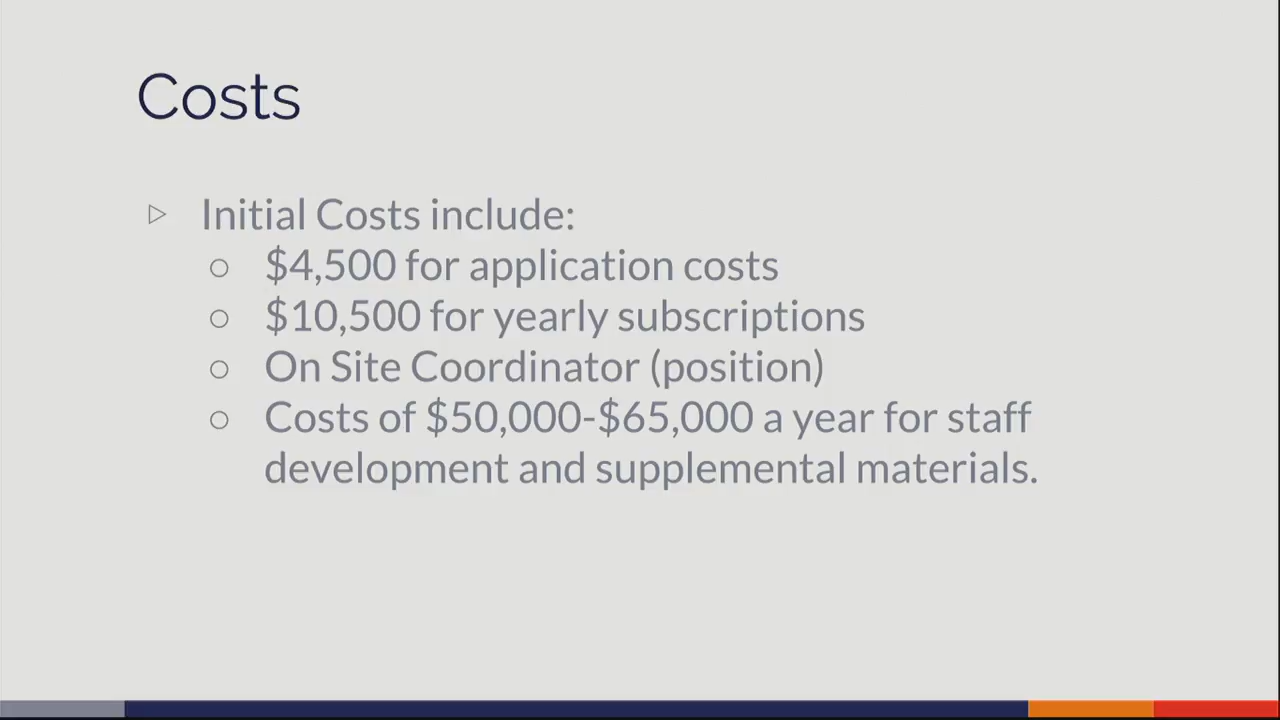 Costs
Initial Costs include:
$4,500 for application costs
$10,500 for yearly subscriptions
On Site Coordinator (position)
Costs of $50,000-$65,000 a year for staff
development and supplemental materials.